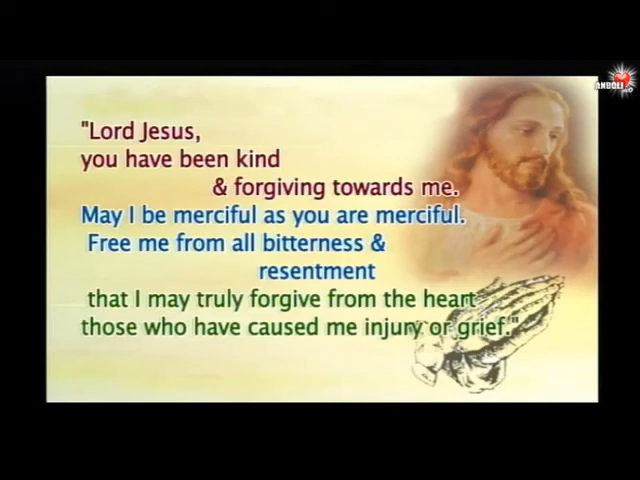 "Lord Jesus,
you have been kind
& forgiving towards me.
May I be merciful as you are merciful.
Free me from all bitterness &
resentment
that I may truly forgive from the heart
those who have caused me injury or grief."